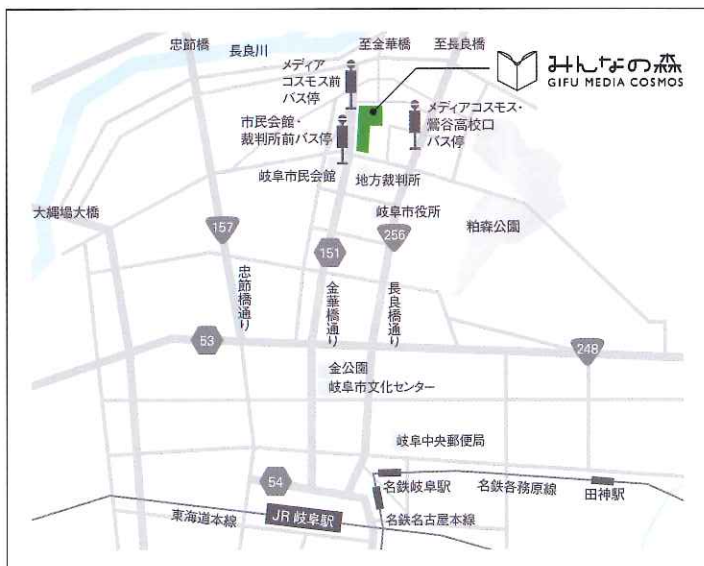 忠節橋
長良川
至金華橋
至長良橋
みんなの森
GIFU MEDIA COSMOS
メディア
コスモス前
バス停
メディアコスモス・
鶯谷高校口
バス停
市民会館・
裁判所前バス停
岐阜市民会館
地方裁判所
大縄場大橋
岐阜市役所
粕森公園
157
256
151
忠節橋通り
金華橋通り
長良橋通り
53
248
金公園
岐阜市文化センター
岐阜中央郵便局
54
名鉄岐阜駅
名鉄各務原線
田神駅
東海道本線
JR 岐阜駅
名鉄名古屋本線